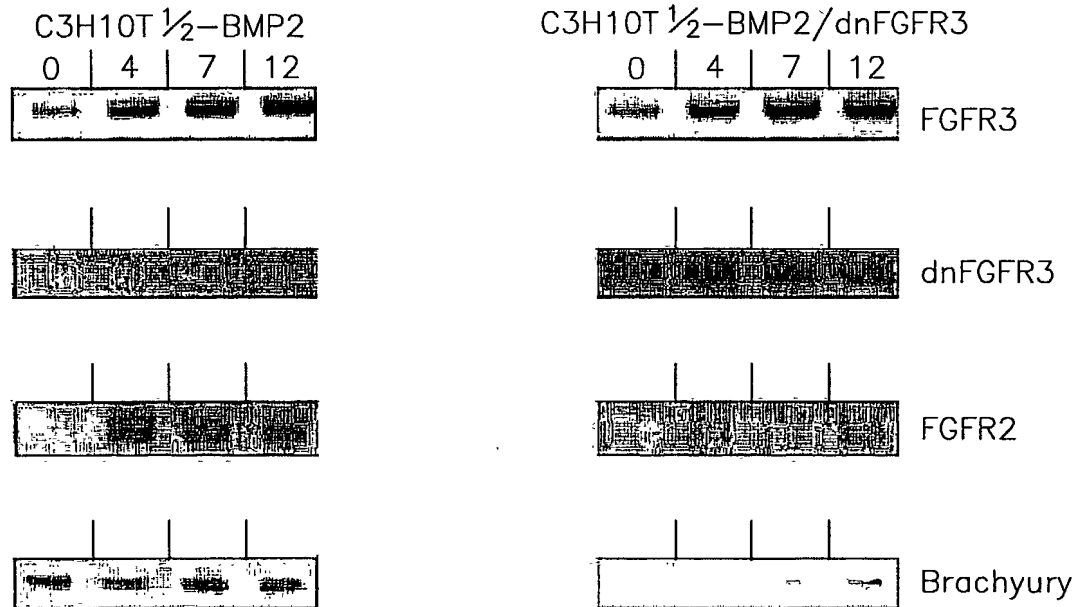 C3H10T ½–BMP2
C3H10T ½–BMP2/dnFGFR3
0 4 7 12
0 4 7 12
FGFR3
dnFGFR3
FGFR2
Brachyury